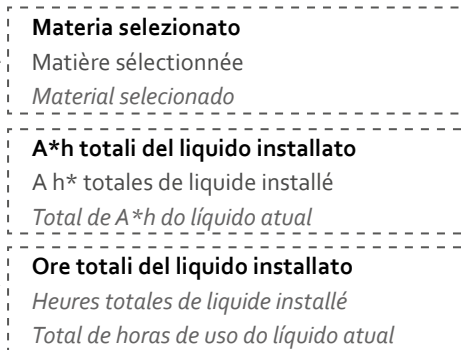 Materia selezionato
Matière sélectionnée
Material selecionado
A*h totali del liquido installato
A h* totales de liquide installé
Total de A*h do líquido atual
Ore totali del liquido installato
Heures totales de liquide installé
Total de horas de uso do líquido atual